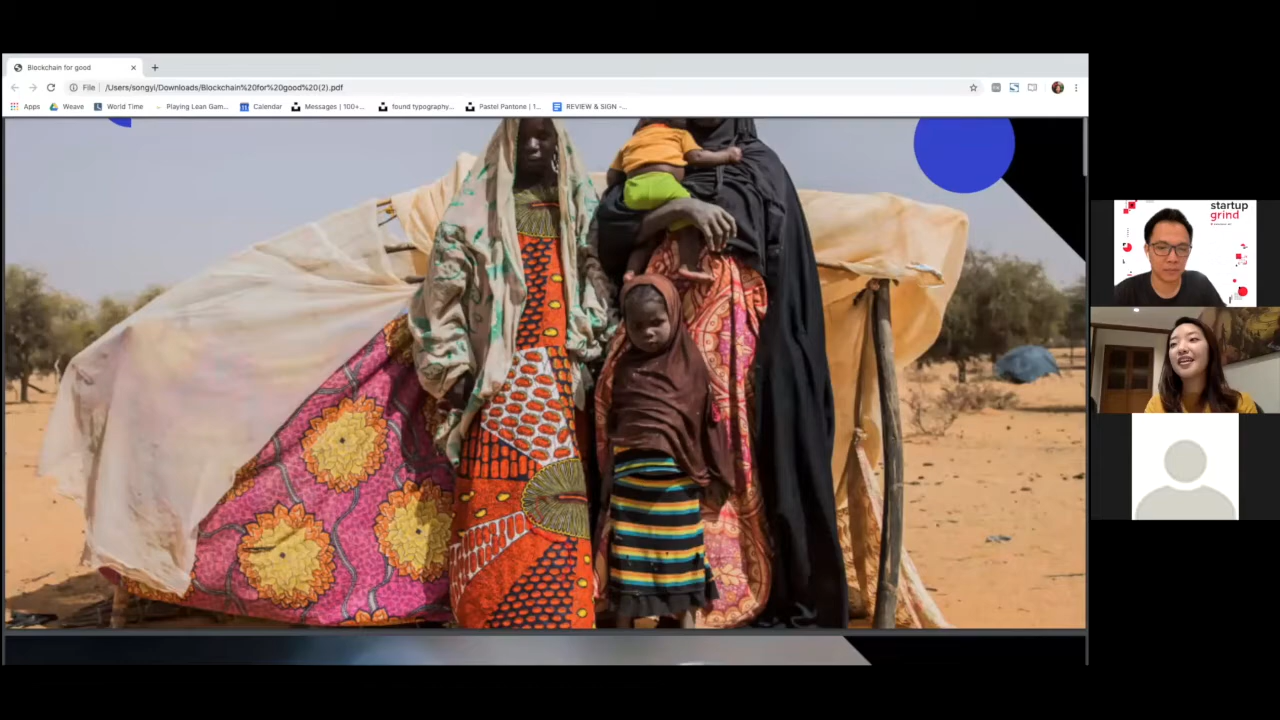 Blockchain for good
File /Users/songyi/Downloads/Blockchain%20for%20good%20(2).pdf
Apps Weave World Time Playing Lean Gam... Calendar Messages | 100+... found typography... Pastel Pantone | 1... REVIEW & SIGN -...
startup
grind